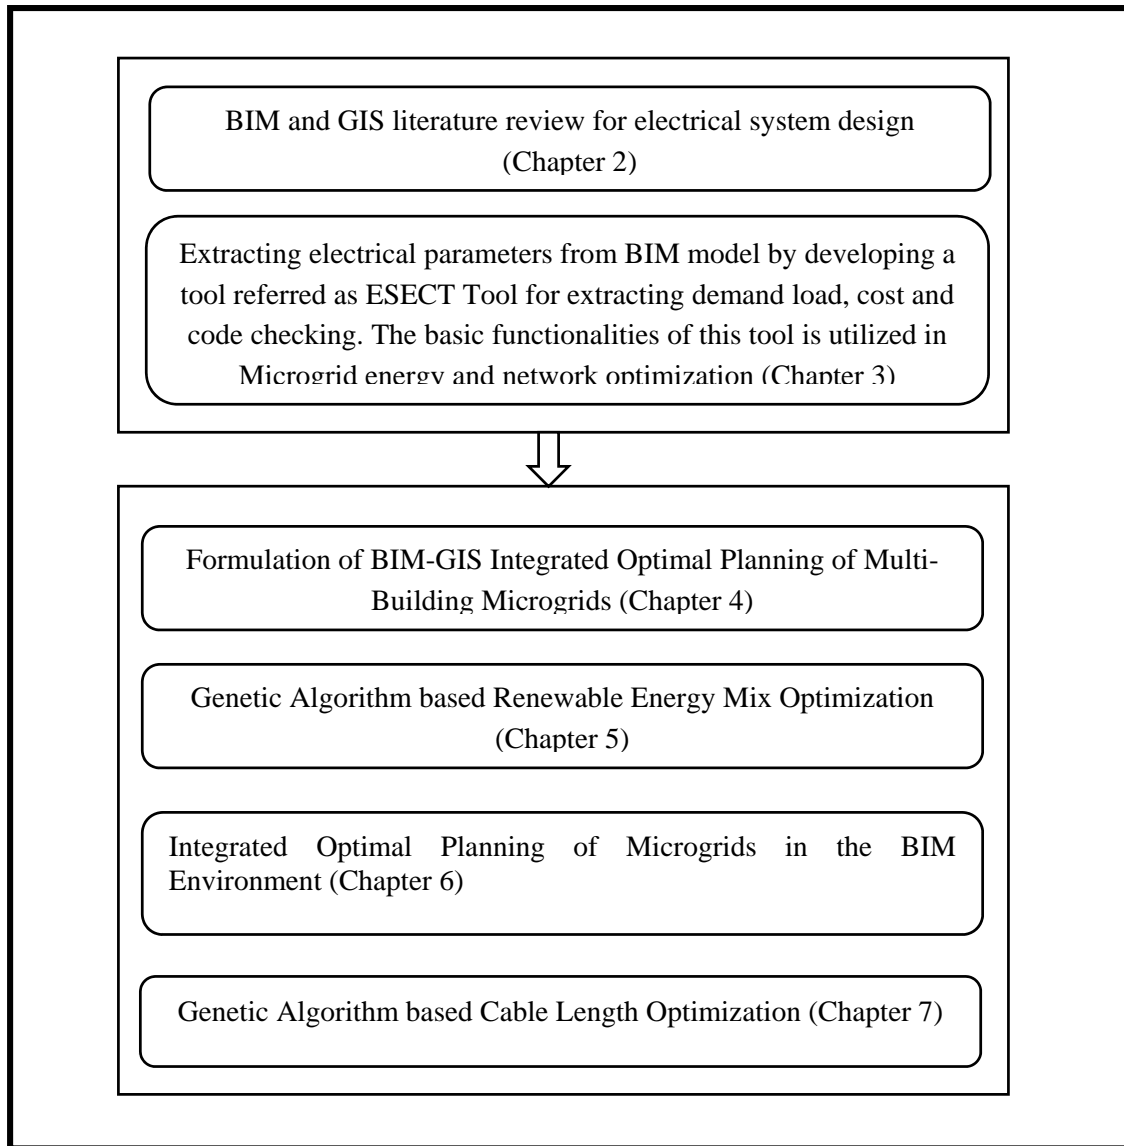 BIM and GIS literature review for electrical system design
(Chapter 2)
Extracting electrical parameters from BIM model by developing a
tool referred as ESECT Tool for extracting demand load, cost and
code checking. The basic functionalities of this tool is utilized in
Microgrid energy and network optimization (Chapter 3)
Formulation of BIM-GIS Integrated Optimal Planning of Multi-
Building Microgrids (Chapter 4)
Genetic Algorithm based Renewable Energy Mix Optimization
(Chapter 5)
Integrated Optimal Planning of Microgrids in the BIM
Environment (Chapter 6)
Genetic Algorithm based Cable Length Optimization (Chapter 7)